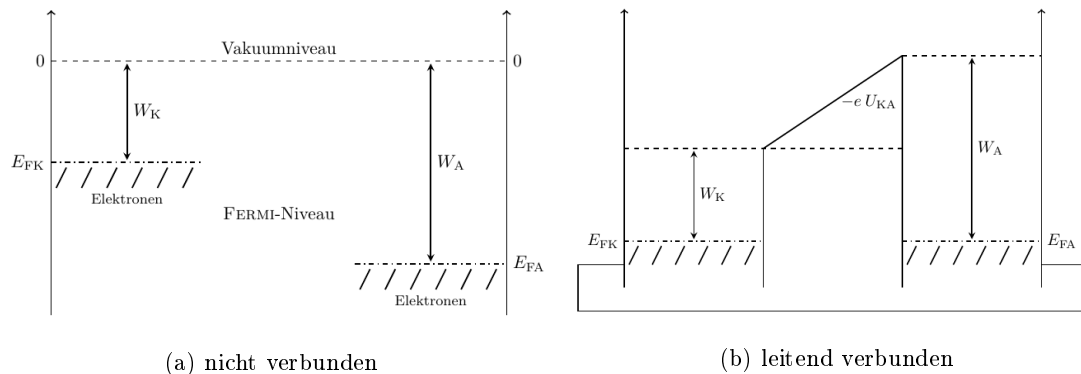 Vakuumniveau
0
0
W_K
E_FK
W_A
Elektronen
FERMI-Niveau
E_FA
Elektronen
(a) nicht verbunden
−e U_KA
W_A
W_K
E_FK
E_FA
(b) leitend verbunden